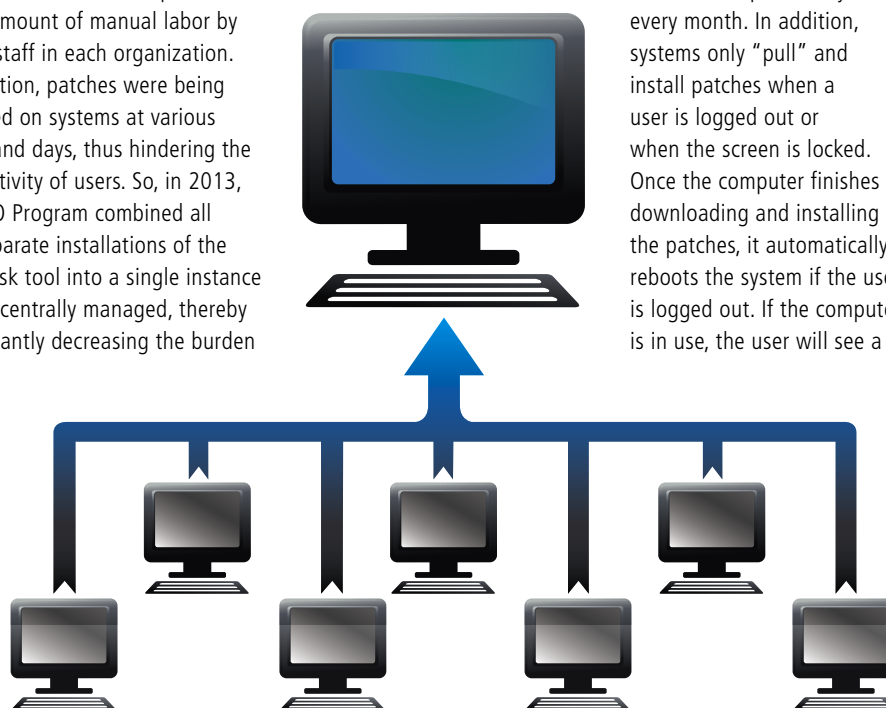 mount of manual labor by
staff in each organization.
tion, patches were being
ed on systems at various
and days, thus hindering the
tivity of users. So, in 2013,
O Program combined all
parate installations of the
sk tool into a single instance
centrally managed, thereby
antly decreasing the burden
every month. In addition,
systems only “pull” and
install patches when a
user is logged out or
when the screen is locked.
Once the computer finishes
downloading and installing
the patches, it automatically
reboots the system if the use
is logged out. If the compute
is in use, the user will see a